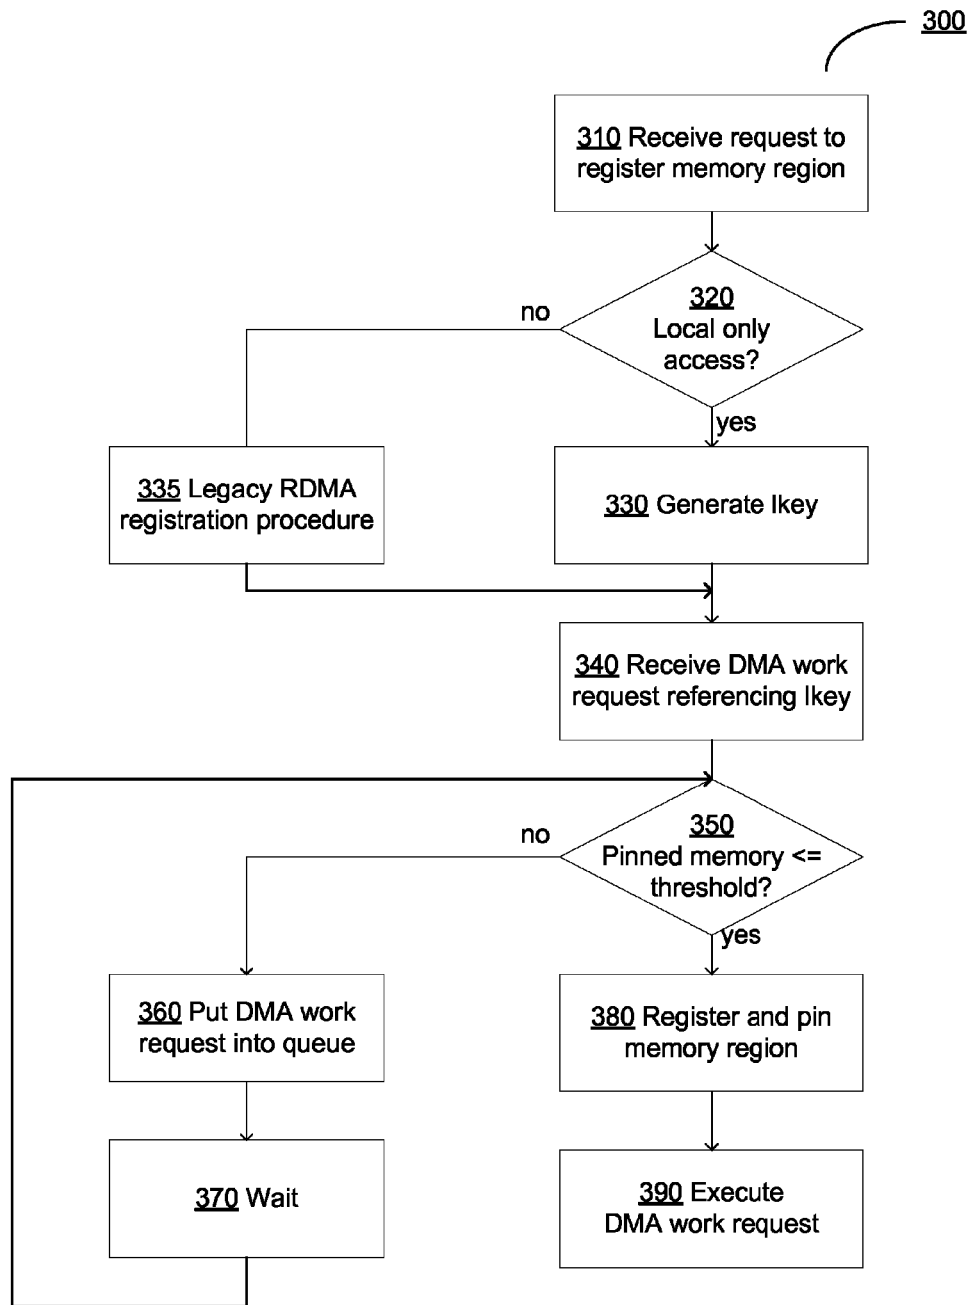 300
310 Receive request to
register memory region
320
Local only
access?
no
yes
335 Legacy RDMA
registration procedure
330 Generate lkey
340 Receive DMA work
request referencing lkey
350
Pinned memory <=
threshold?
no
yes
360 Put DMA work
request into queue
380 Register and pin
memory region
370 Wait
390 Execute
DMA work request